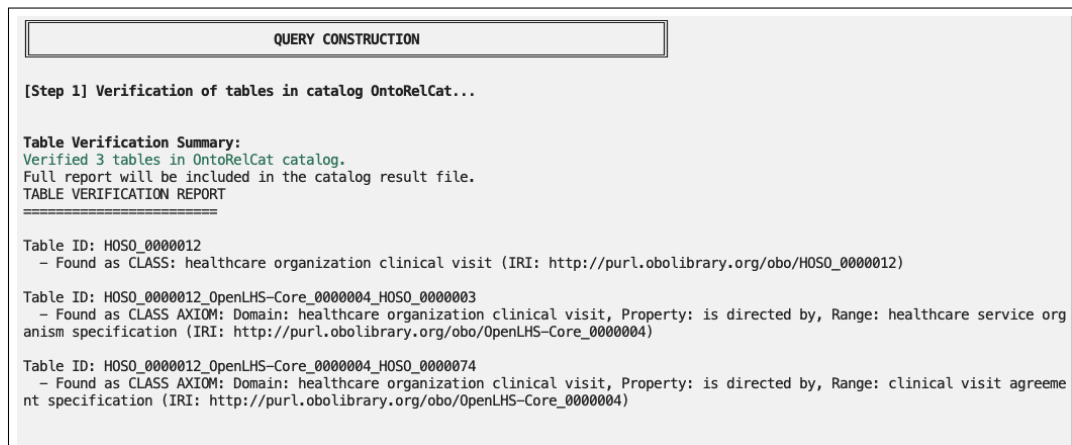 QUERY CONSTRUCTION
[Step 1] Verification of tables in catalog OntoRelCat...
Table Verification Summary:
Verified 3 tables in OntoRelCat catalog.
Full report will be included in the catalog result file.
TABLE VERIFICATION REPORT
=========================
Table ID: HOSO_0000012
– Found as CLASS: healthcare organization clinical visit (IRI: http://purl.obolibrary.org/obo/HOSO_0000012)
Table ID: HOSO_0000012_OpenLHS-Core_0000004_HOSO_0000003
– Found as CLASS AXIOM: Domain: healthcare organization clinical visit, Property: is directed by, Range: healthcare service org
anism specification (IRI: http://purl.obolibrary.org/obo/OpenLHS-Core_0000004)
Table ID: HOSO_0000012_OpenLHS-Core_0000004_HOSO_0000074
– Found as CLASS AXIOM: Domain: healthcare organization clinical visit, Property: is directed by, Range: clinical visit agreeme
nt specification (IRI: http://purl.obolibrary.org/obo/OpenLHS-Core_0000004)